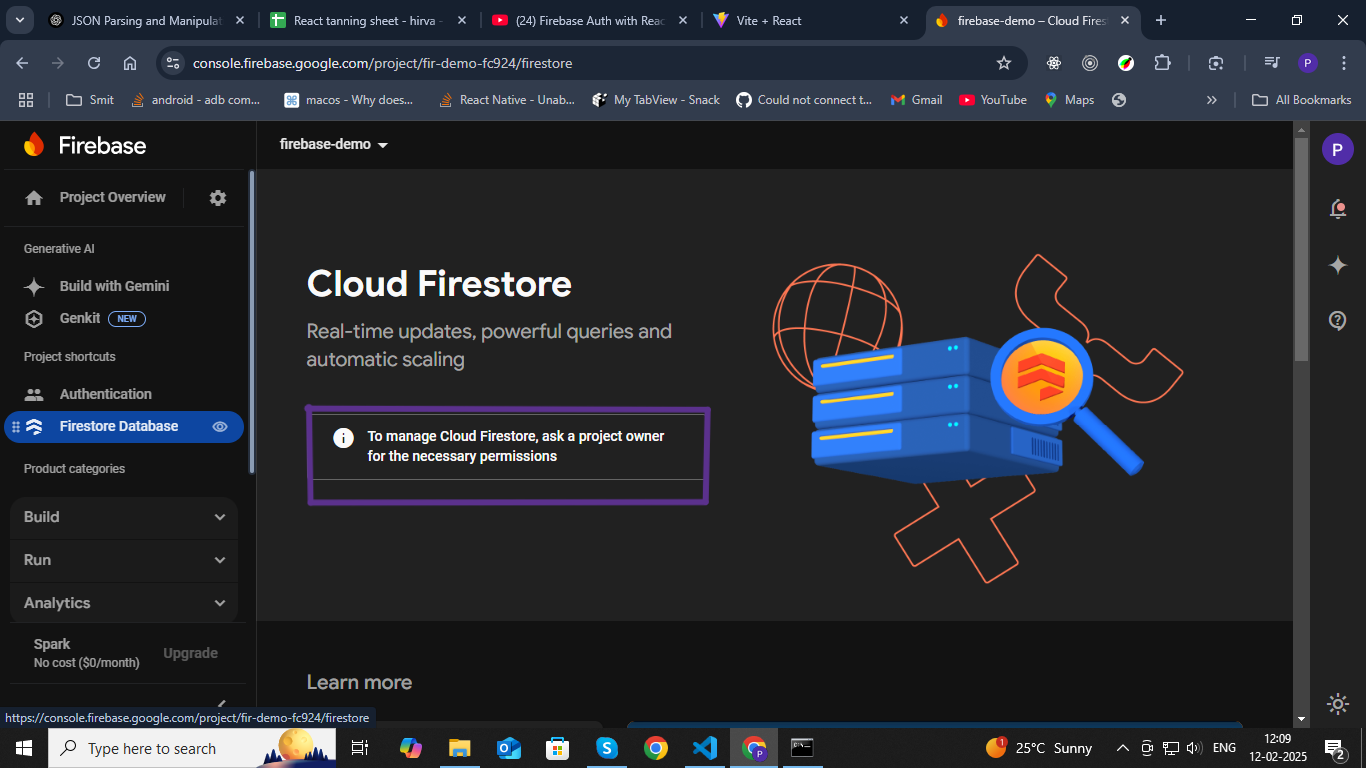 JSON Parsing and Manipulat
React tanning sheet - hirva -
(24) Firebase Auth with Reac
Vite + React
firebase-demo – Cloud Fires
console.firebase.google.com/project/fir-demo-fc924/firestore
P
Smit
android - adb com...
macos - Why does...
React Native - Unab...
My TabView - Snack
Could not connect t...
Gmail
YouTube
Maps
All Bookmarks
Firebase
firebase-demo
P
Project Overview
Generative AI
Build with Gemini
Genkit NEW
Project shortcuts
Authentication
Firestore Database
Product categories
Build
Run
Analytics
Spark
No cost ($0/month)
Upgrade
Cloud Firestore
Real-time updates, powerful queries and
automatic scaling
To manage Cloud Firestore, ask a project owner
for the necessary permissions
Learn more
https://console.firebase.google.com/project/fir-demo-fc924/firestore
Type here to search
P
1
25°C Sunny
ENG
12:09
12-02-2025
2